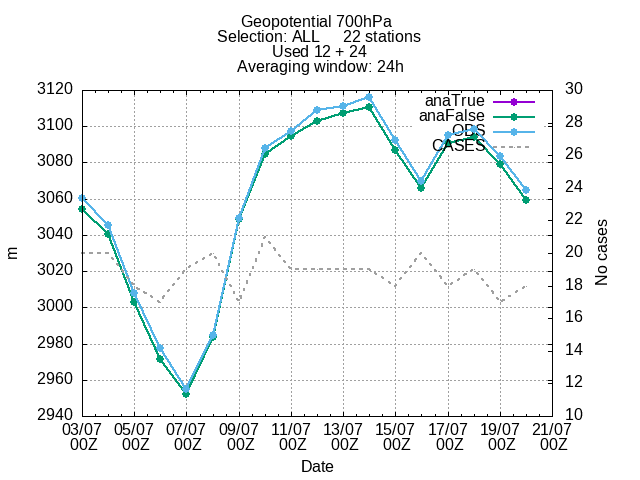 Geopotential 700hPa
Selection: ALL 22 stations
Used 12 + 24
Averaging window: 24h
anaTrue
anaFalse
OBS
CASES
3120
3100
3080
3060
3040
3020
3000
2980
2960
2940
m
30
28
26
24
22
20
18
16
14
12
10
No cases
03/07 05/07 07/07 09/07 11/07 13/07 15/07 17/07 19/07 21/07
00Z 00Z 00Z 00Z 00Z 00Z 00Z 00Z 00Z 00Z
Date